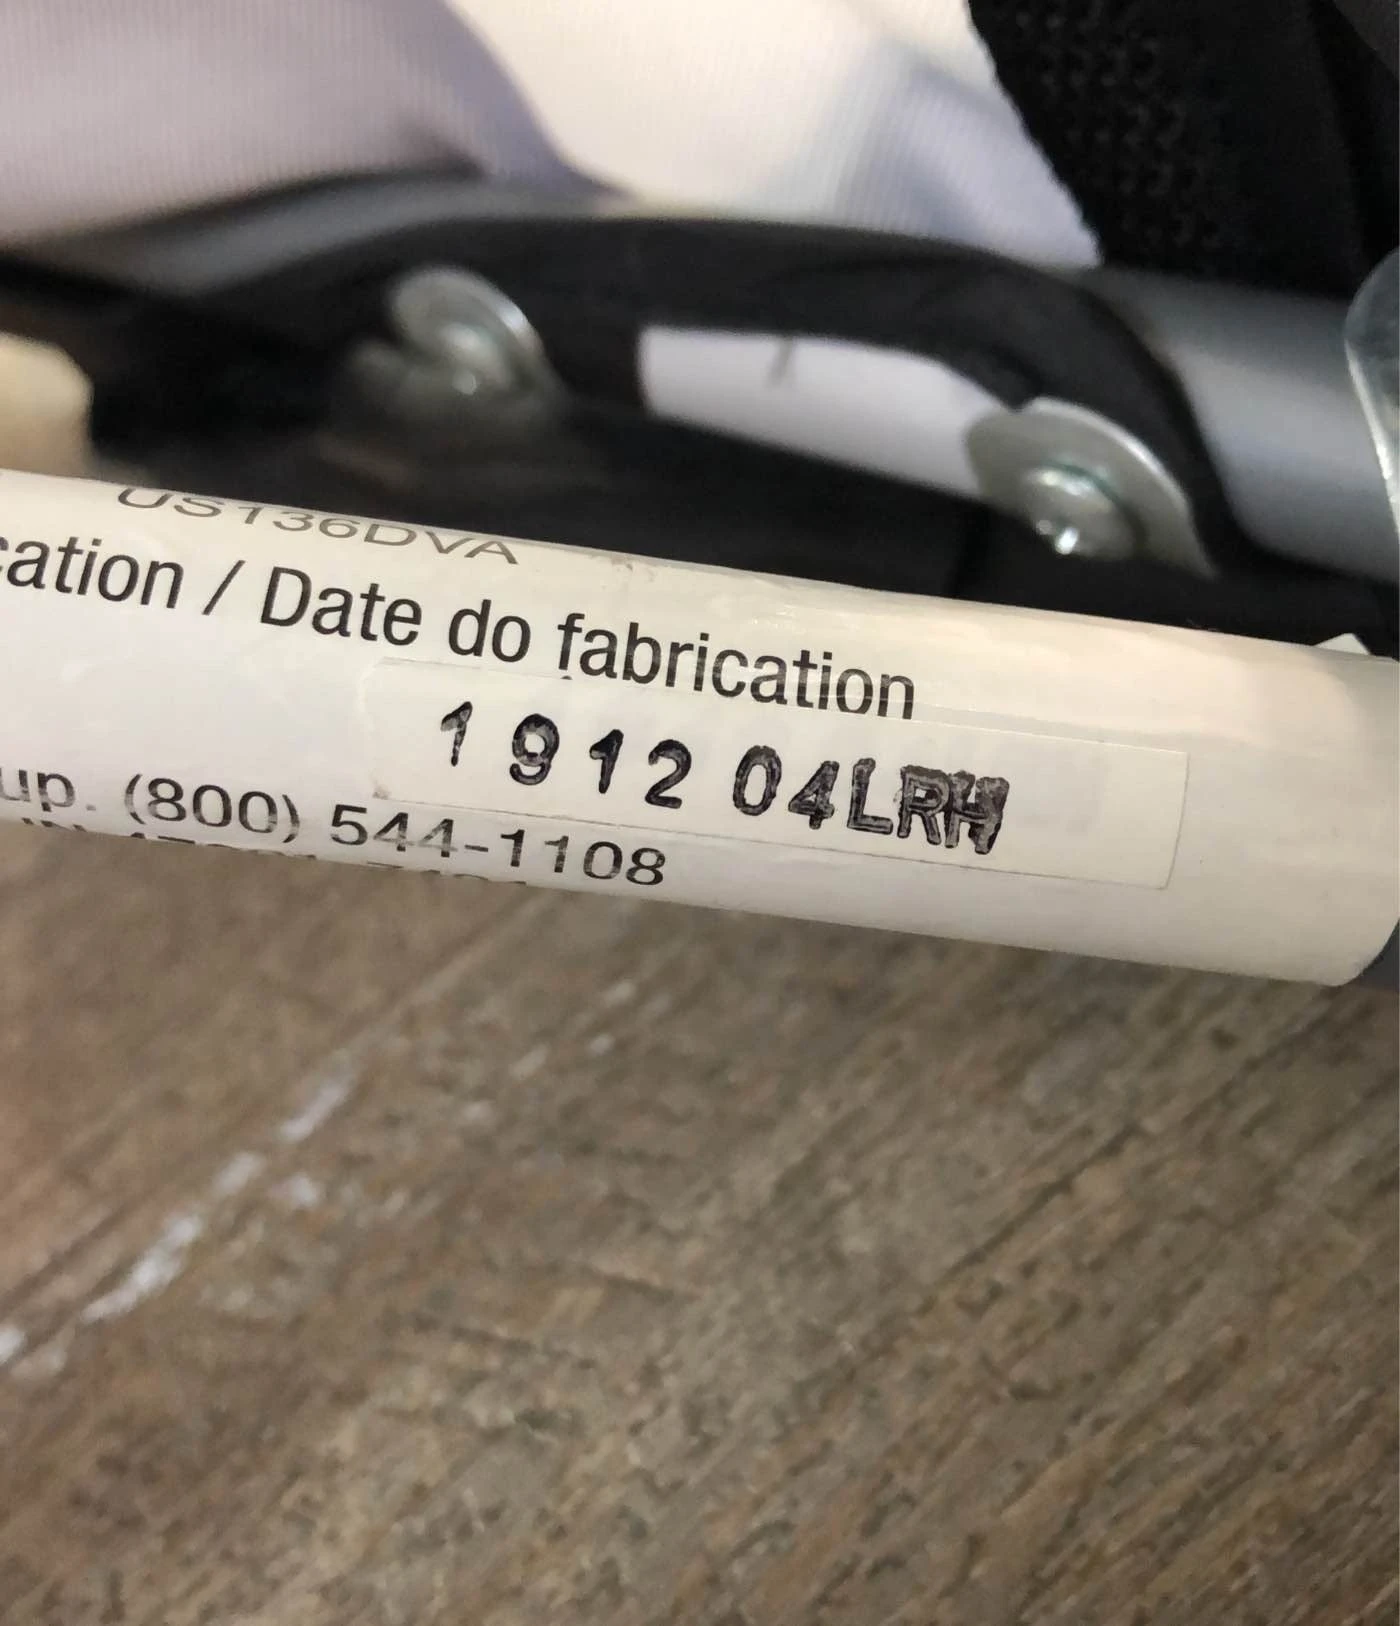 US136DVA
cation / Date do fabrication
1912 04LRH
up. (800) 544-1108